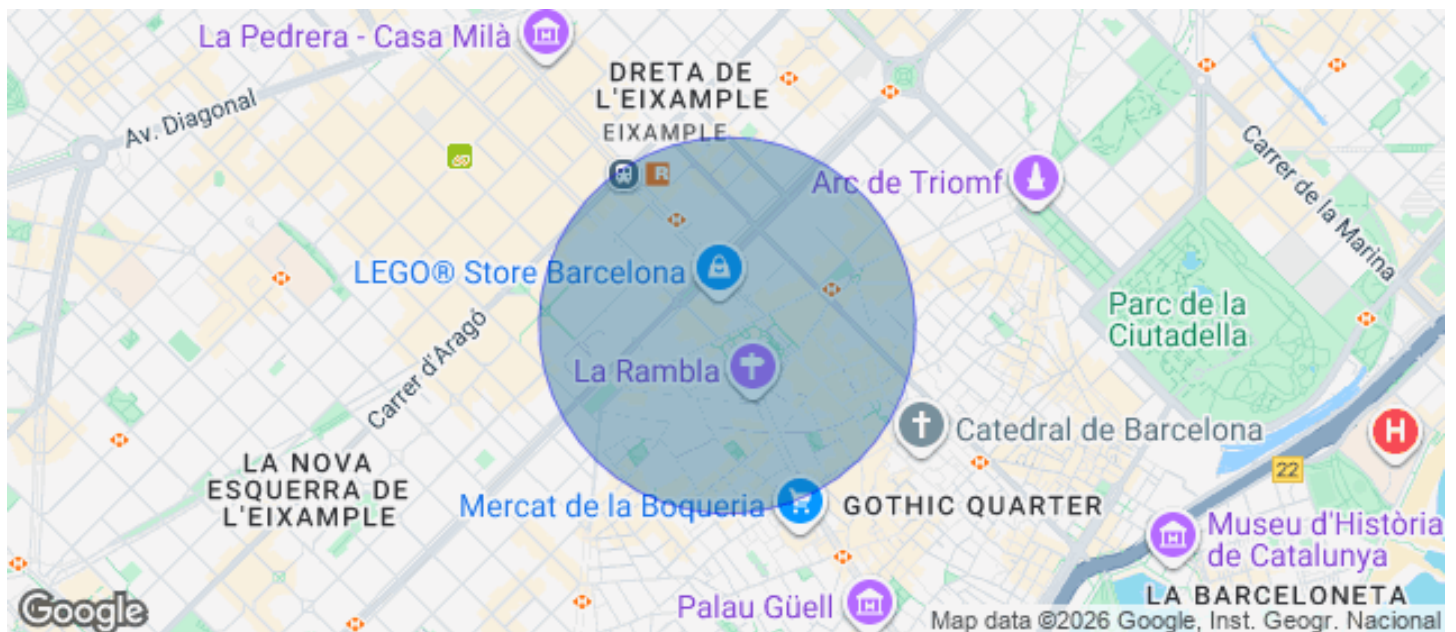 La Pedrera - Casa Milà
DRETA DE
L'EIXAMPLE
EIXAMPLE
Av. Diagonal
R
Arc de Triomf
Carrer de la Marina
LEGO® Store Barcelona
Parc de la
Ciutadella
Carrer d'Aragó
La Rambla
Catedral de Barcelona
H
22
LA NOVA
ESQUERRA DE
L'EIXAMPLE
Mercat de la Boqueria
GOTHIC QUARTER
Museu d'Història
de Catalunya
LA BARCELONETA
Palau Güell
Google
Map data ©2026 Google, Inst. Geogr. Nacional